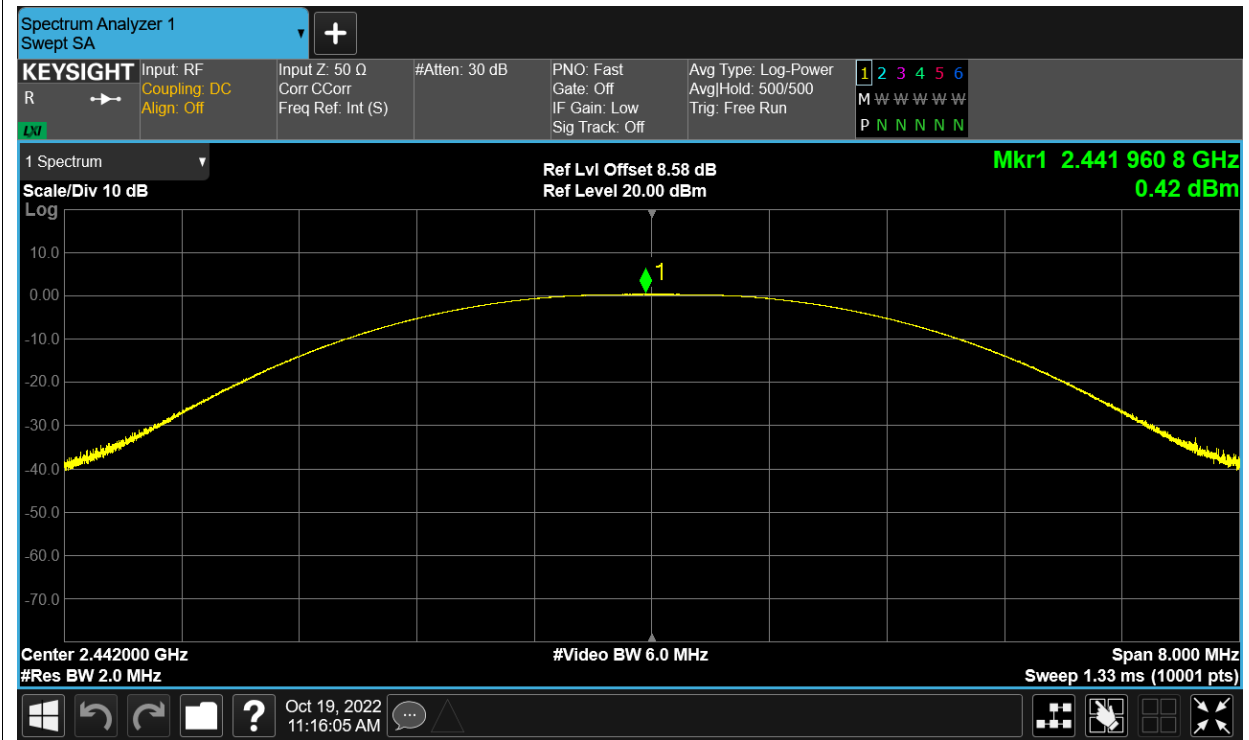 Spectrum Analyzer 1
Swept SA
KEYSIGHT
R
LXI
Input: RF
Coupling: DC
Align: Off
Input Z: 50 Ω
Corr CCorr
Freq Ref: Int (S)
#Atten: 30 dB
PNO: Fast
Gate: Off
IF Gain: Low
Sig Track: Off
Avg Type: Log-Power
Avg|Hold: 500/500
Trig: Free Run
1 2 3 4 5 6
M W W W W W
P N N N N N
1 Spectrum
Scale/Div 10 dB
Ref Lvl Offset 8.58 dB
Ref Level 20.00 dBm
Mkr1 2.441 960 8 GHz
0.42 dBm
Log
10.0
0.00
-10.0
-20.0
-30.0
-40.0
-50.0
-60.0
-70.0
1
Center 2.442000 GHz
#Res BW 2.0 MHz
#Video BW 6.0 MHz
Span 8.000 MHz
Sweep 1.33 ms (10001 pts)
?
Oct 19, 2022
11:16:05 AM